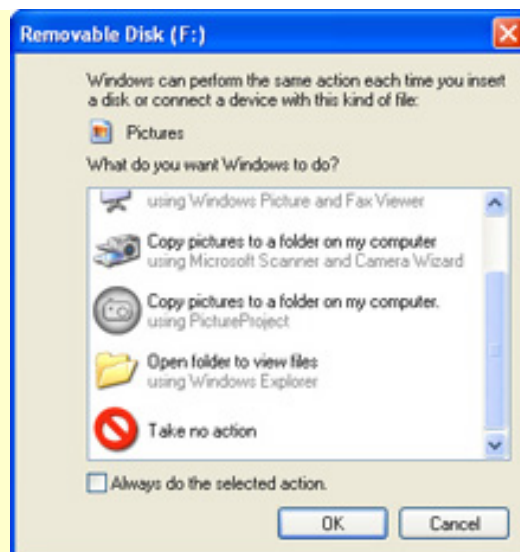 Removable Disk (F:)
Windows can perform the same action each time you insert
a disk or connect a device with this kind of file:
Pictures
What do you want Windows to do?
using Windows Picture and Fax Viewer
Copy pictures to a folder on my computer
using Microsoft Scanner and Camera Wizard
Copy pictures to a folder on my computer.
using PictureProject
Open folder to view files
using Windows Explorer
Take no action
Always do the selected action.
OK
Cancel